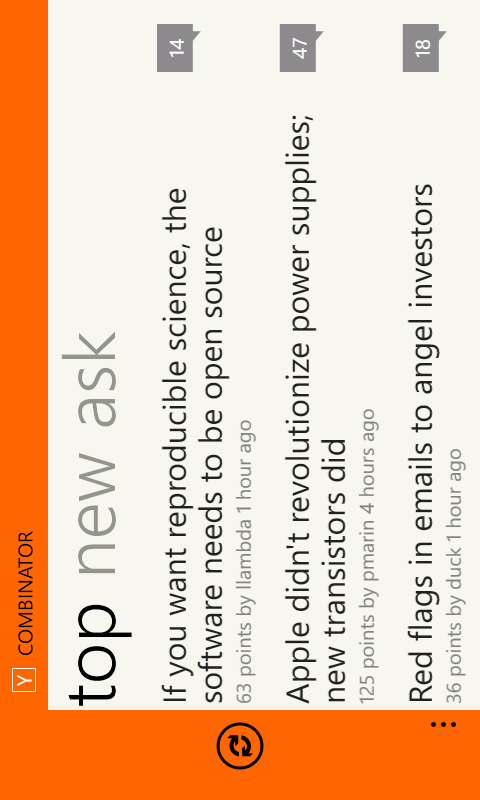 Y COMBINATOR
top new ask
If you want reproducible science, the
software needs to be open source
63 points by llambda 1 hour ago
14
Apple didn't revolutionize power supplies;
new transistors did
125 points by pmarin 4 hours ago
47
Red flags in emails to angel investors
36 points by duck 1 hour ago
18